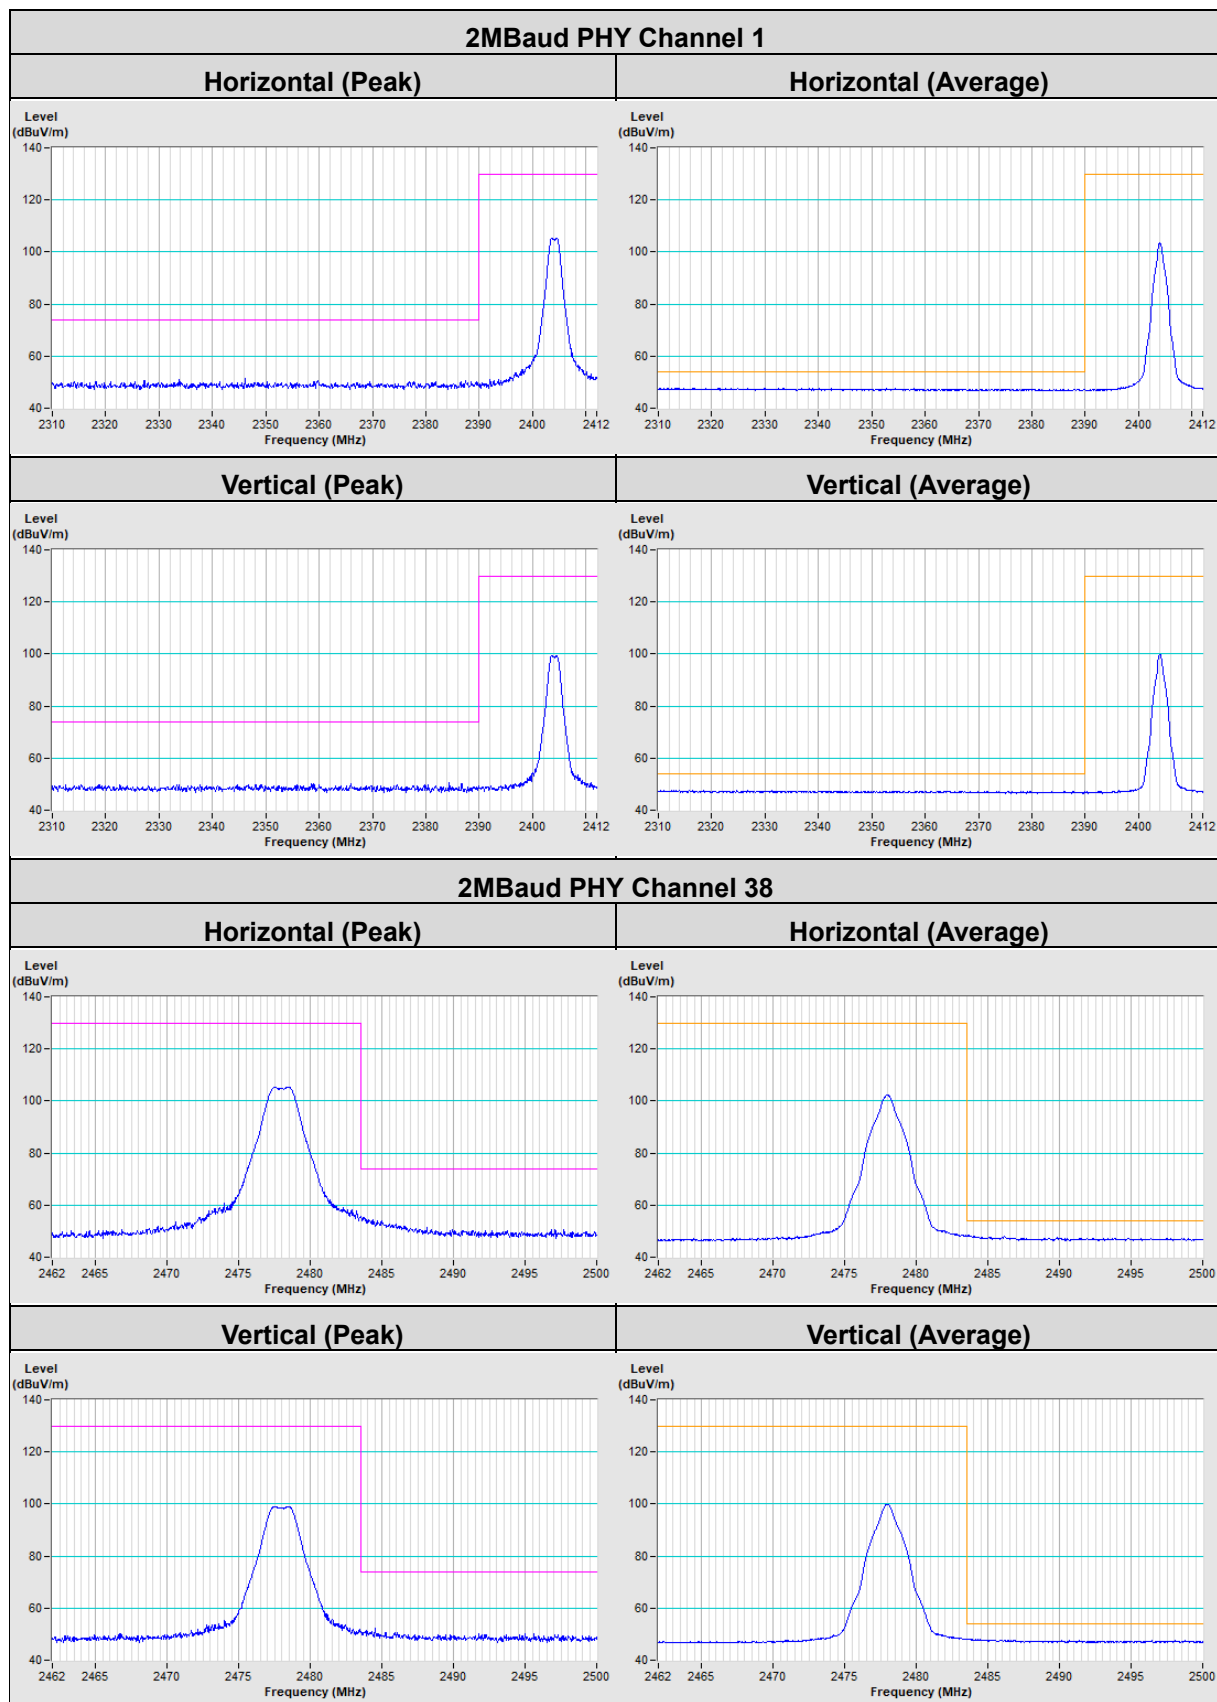 2MBaud PHY Channel 1
Horizontal (Peak)
Horizontal (Average)
Level
(dBuV/m)
140
120
100
80
60
40
2310 2320 2330 2340 2350 2360 2370 2380 2390 2400 2412
Frequency (MHz)
Level
(dBuV/m)
140
120
100
80
60
40
2310 2320 2330 2340 2350 2360 2370 2380 2390 2400 2412
Frequency (MHz)
Vertical (Peak)
Vertical (Average)
Level
(dBuV/m)
140
120
100
80
60
40
2310 2320 2330 2340 2350 2360 2370 2380 2390 2400 2412
Frequency (MHz)
Level
(dBuV/m)
140
120
100
80
60
40
2310 2320 2330 2340 2350 2360 2370 2380 2390 2400 2412
Frequency (MHz)
2MBaud PHY Channel 38
Horizontal (Peak)
Horizontal (Average)
Level
(dBuV/m)
140
120
100
80
60
40
2462 2465 2470 2475 2480 2485 2490 2495 2500
Frequency (MHz)
Level
(dBuV/m)
140
120
100
80
60
40
2462 2465 2470 2475 2480 2485 2490 2495 2500
Frequency (MHz)
Vertical (Peak)
Vertical (Average)
Level
(dBuV/m)
140
120
100
80
60
40
2462 2465 2470 2475 2480 2485 2490 2495 2500
Frequency (MHz)
Level
(dBuV/m)
140
120
100
80
60
40
2462 2465 2470 2475 2480 2485 2490 2495 2500
Frequency (MHz)